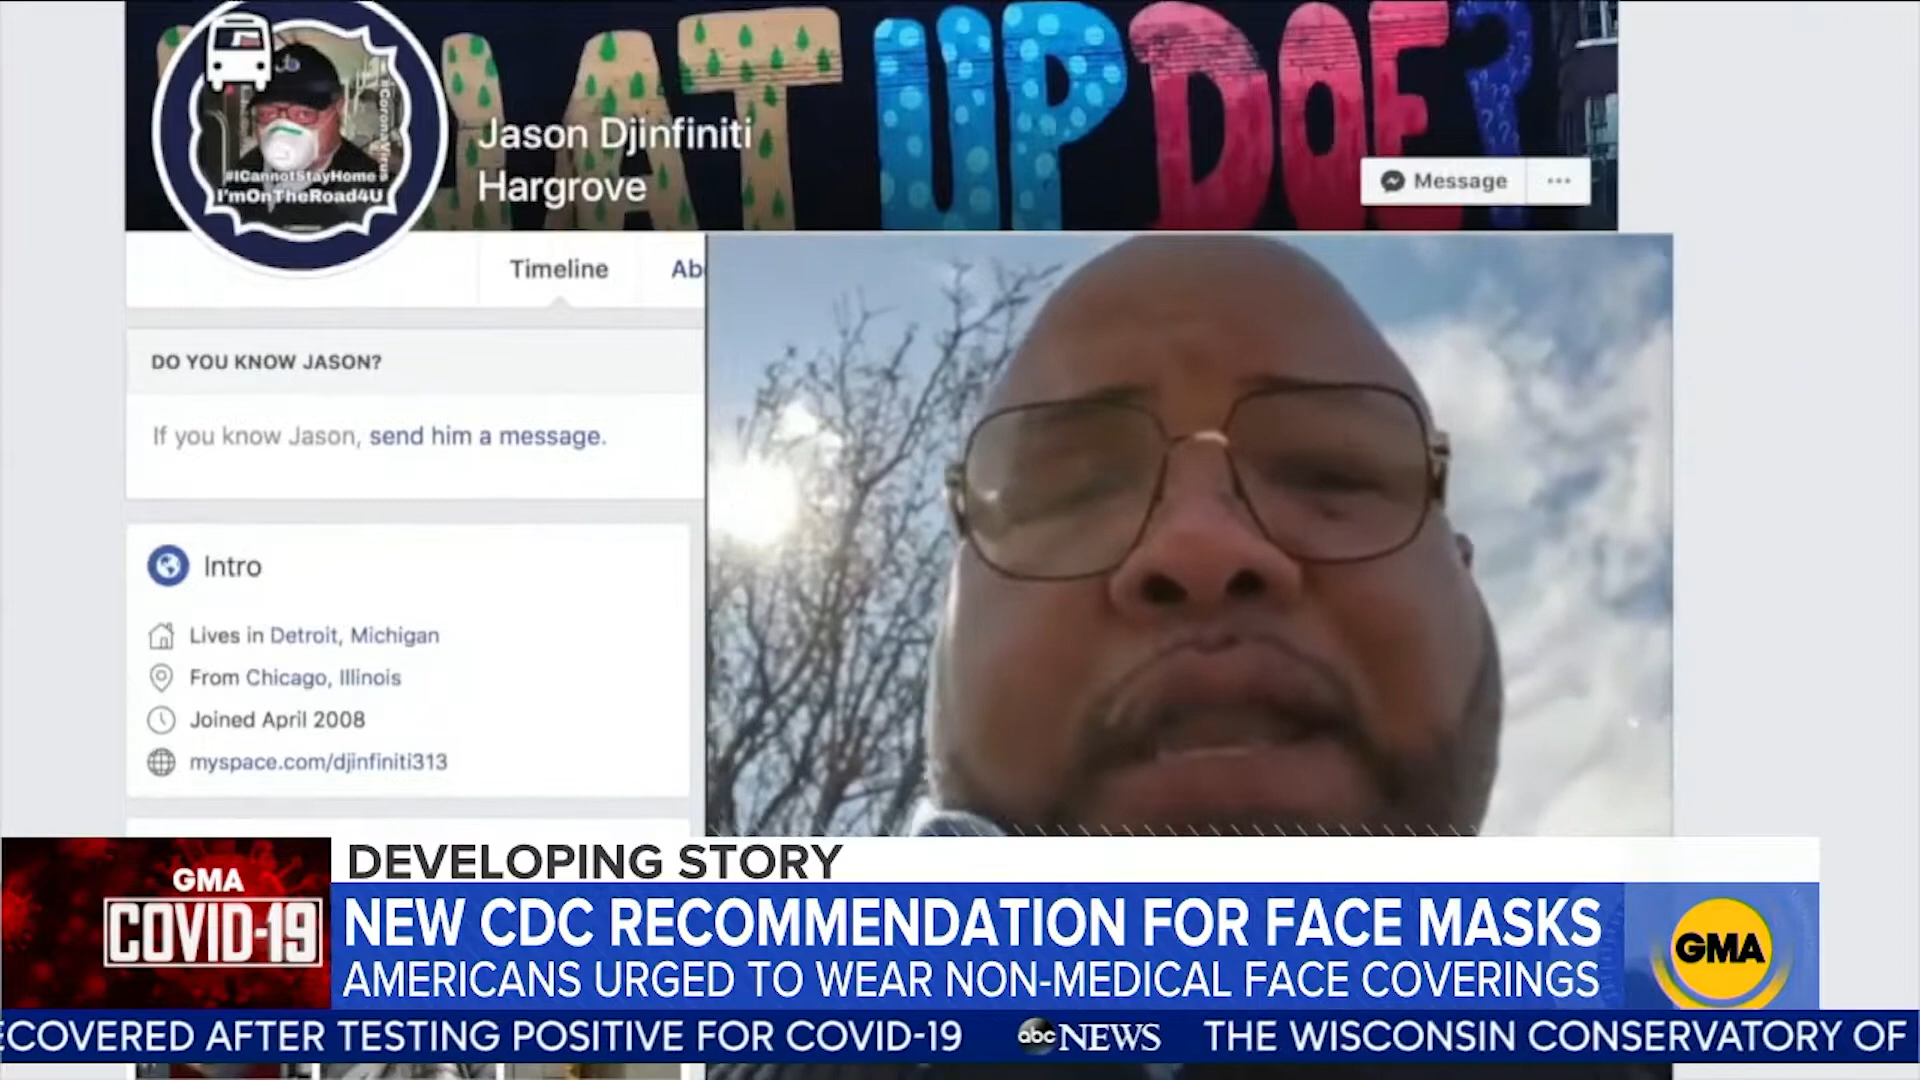 AT UP DOE?
#iCoronaVirus
#ICannotStayHome
I'mOnTheRoad4U
Jason Djinfiniti
Hargrove
Message
Timeline
Ab
DO YOU KNOW JASON?
If you know Jason, send him a message.
Intro
Lives in Detroit, Michigan
From Chicago, Illinois
Joined April 2008
myspace.com/djinfiniti313
DEVELOPING STORY
GMA
COVID-19
NEW CDC RECOMMENDATION FOR FACE MASKS
AMERICANS URGED TO WEAR NON-MEDICAL FACE COVERINGS
GMA
ECOVERED AFTER TESTING POSITIVE FOR COVID-19 abc NEWS THE WISCONSIN CONSERVATORY OF